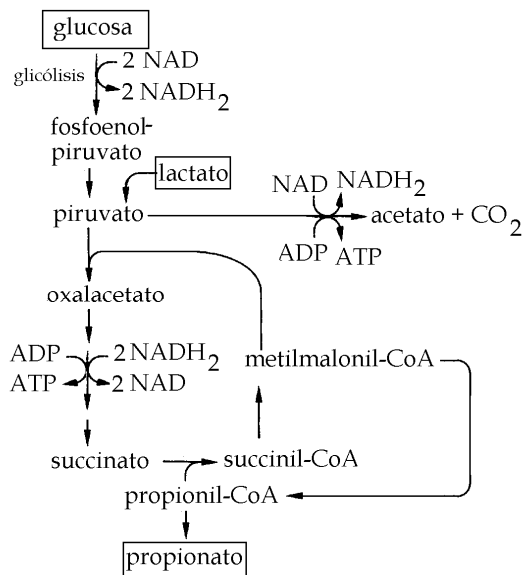 glucosa
glicólisis
2 NAD
2 NADH2
fosfoenol-
piruvato
lactato
piruvato
NAD
NADH2
acetato + CO2
ADP
ATP
oxalacetato
ADP
2 NADH2
ATP
2 NAD
metilmalonil-CoA
succinato
succinil-CoA
propionil-CoA
propionato